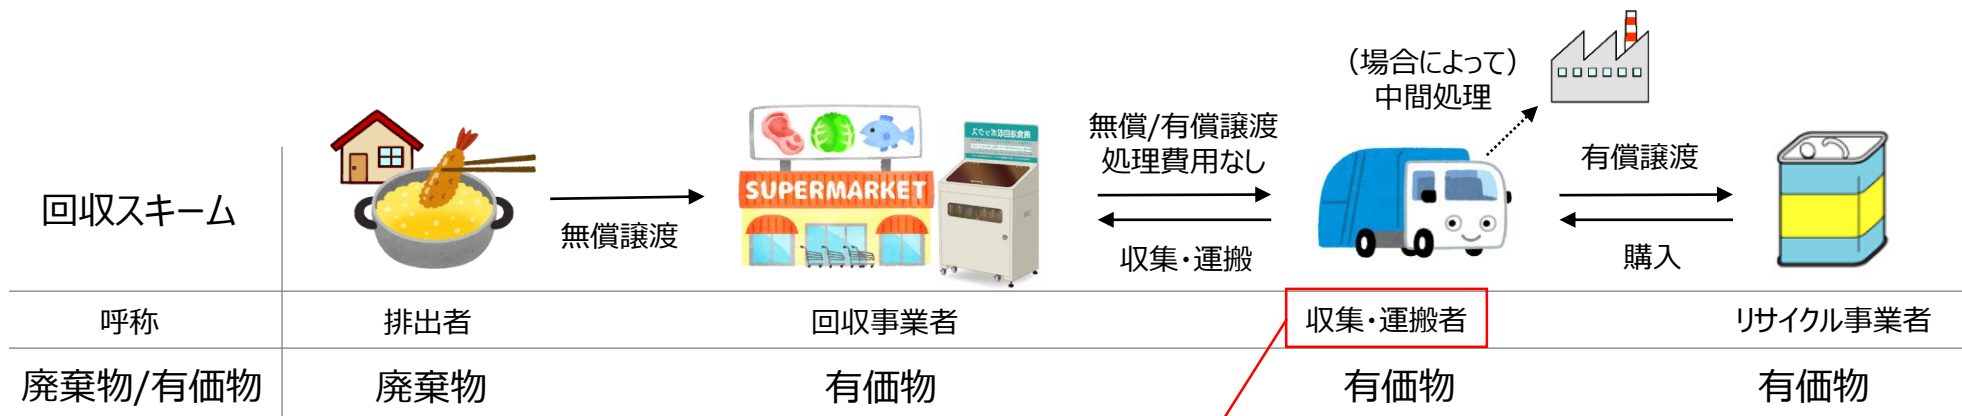 （場合によって）
中間処理
無償/有償譲渡
処理費用なし
有償譲渡
SUPERMARKET
回収スキーム
無償譲渡
収集・運搬
購入
呼称
排出者
回収事業者
収集・運搬者
リサイクル事業者
廃棄物/有価物
廃棄物
有価物
有価物
有価物